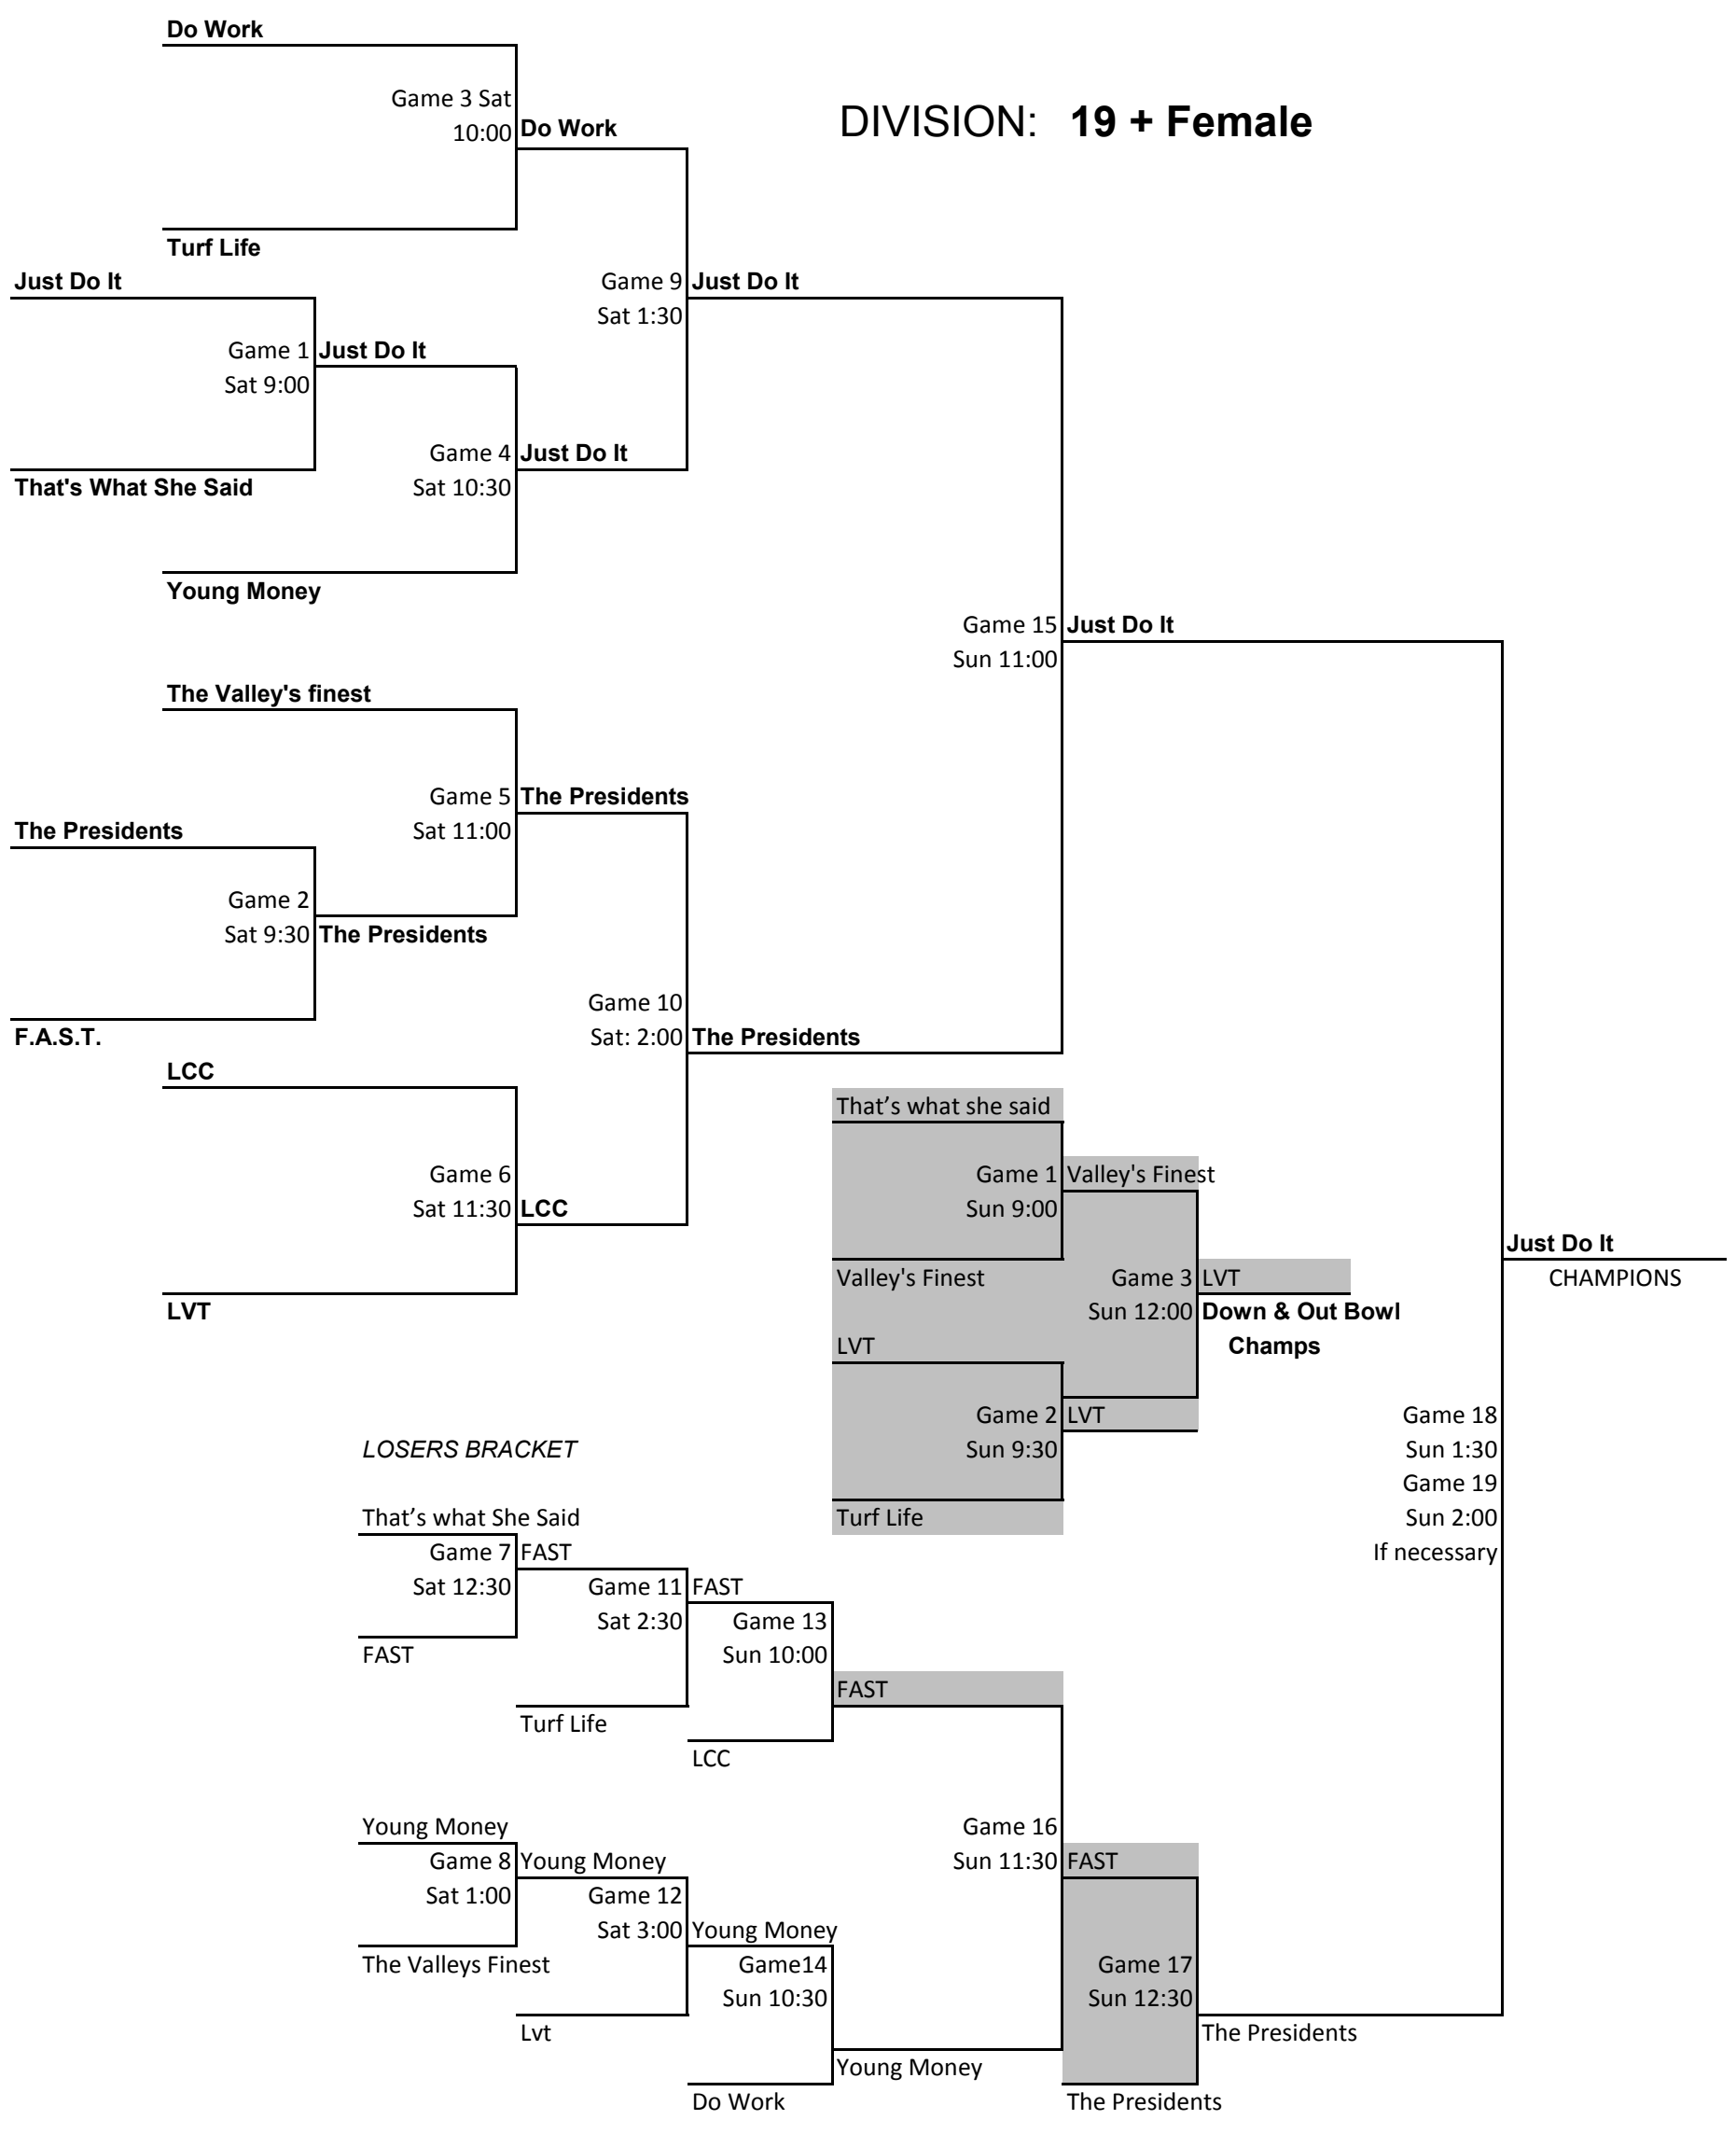 Do Work
Game 3 Sat
10:00
Do Work
DIVISION: 19 + Female
Turf Life
Just Do It
Game 9
Sat 1:30
Just Do It
Game 1
Sat 9:00
Just Do It
That's What She Said
Game 4
Sat 10:30
Just Do It
Young Money
Game 15
Sun 11:00
Just Do It
The Valley's finest
Game 5
Sat 11:00
The Presidents
The Presidents
Game 2
Sat 9:30
The Presidents
F.A.S.T.
Game 10
Sat: 2:00
The Presidents
LCC
Game 6
Sat 11:30
LCC
LVT
That’s what she said
Game 1
Sun 9:00
Valley's Finest
Valley's Finest
Game 3
Sun 12:00
LVT
Down & Out Bowl
Champs
LVT
Game 2
Sun 9:30
LVT
Turf Life
Just Do It
CHAMPIONS
Game 18
Sun 1:30
Game 19
Sun 2:00
If necessary
LOSERS BRACKET
That’s what She Said
Game 7
Sat 12:30
FAST
FAST
Game 11
Sat 2:30
FAST
Turf Life
Game 13
Sun 10:00
FAST
LCC
Young Money
Game 8
Sat 1:00
Young Money
The Valleys Finest
Game 12
Sat 3:00
Young Money
Lvt
Game14
Sun 10:30
Young Money
Do Work
Game 16
Sun 11:30
FAST
Game 17
Sun 12:30
The Presidents
The Presidents